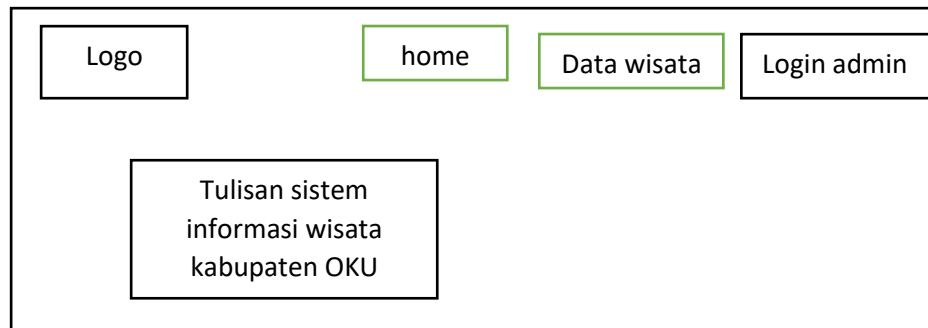 Logo
home
Data wisata
Login admin
Tulisan sistem
informasi wisata
kabupaten OKU